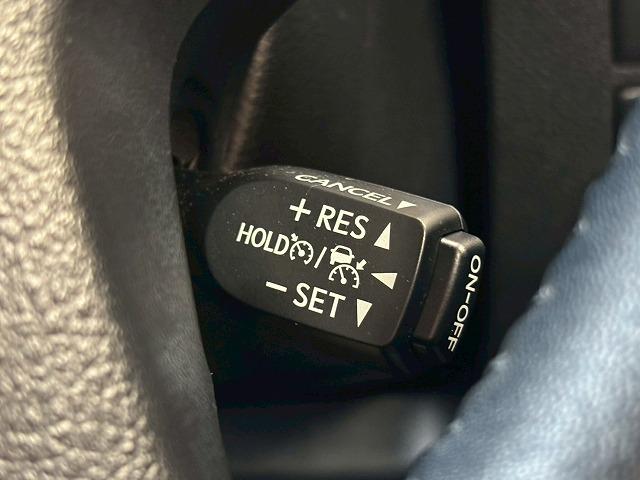 CANCEL
+ RES
HOLD /
− SET
ON-OFF